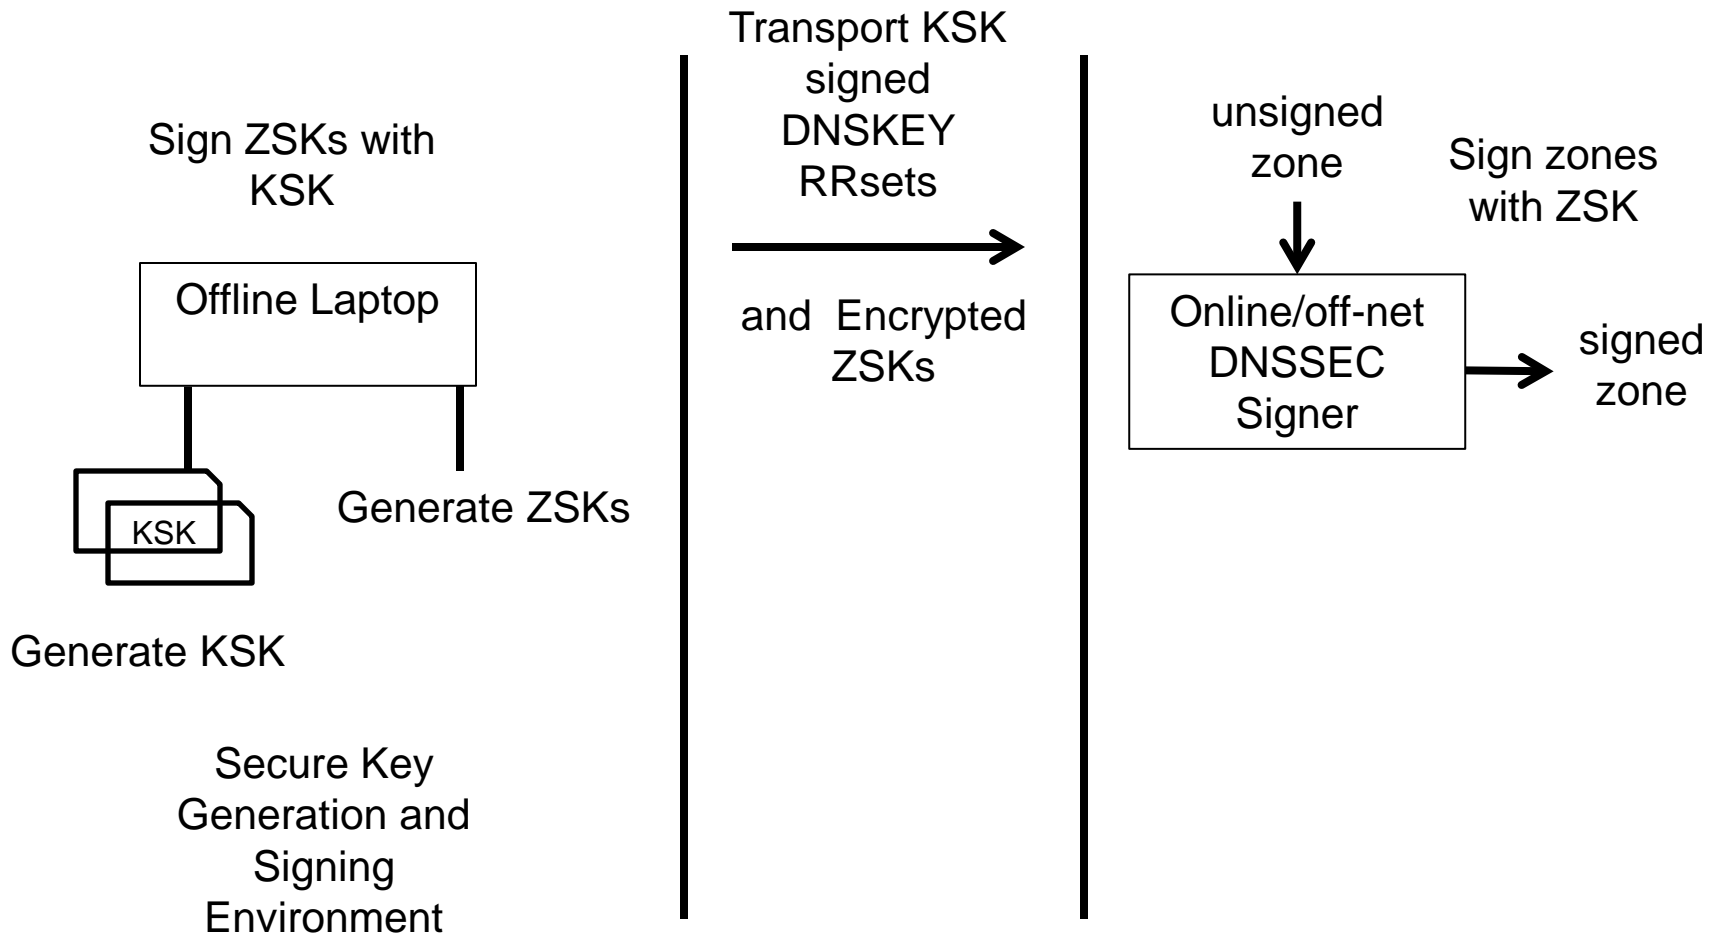 Sign ZSKs with
KSK
Offline Laptop
KSK
Generate ZSKs
Generate KSK
Secure Key
Generation and
Signing
Environment
Transport KSK
signed
DNSKEY
RRsets
and Encrypted
ZSKs
unsigned
zone
Sign zones
with ZSK
Online/off-net
DNSSEC
Signer
signed
zone